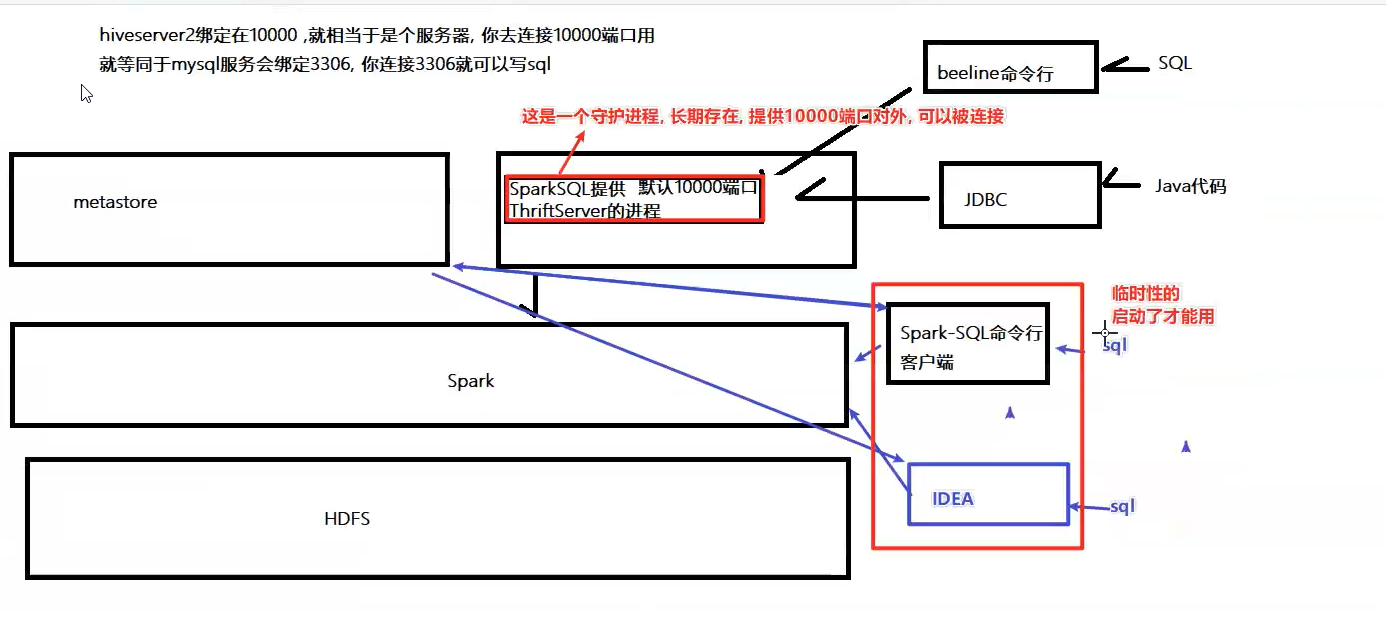 hiveserver2绑定在10000 ,就相当于是个服务器, 你去连接10000端口用
就等同于mysql服务会绑定3306, 你连接3306就可以写sql
beeline命令行
SQL
这是一个守护进程, 长期存在, 提供10000端口对外, 可以被连接
metastore
SparkSQL提供 默认10000端口
ThriftServer的进程
JDBC
Java代码
临时性的
启动了才能用
Spark-SQL命令行
客户端
sql
Spark
IDEA
sql
HDFS